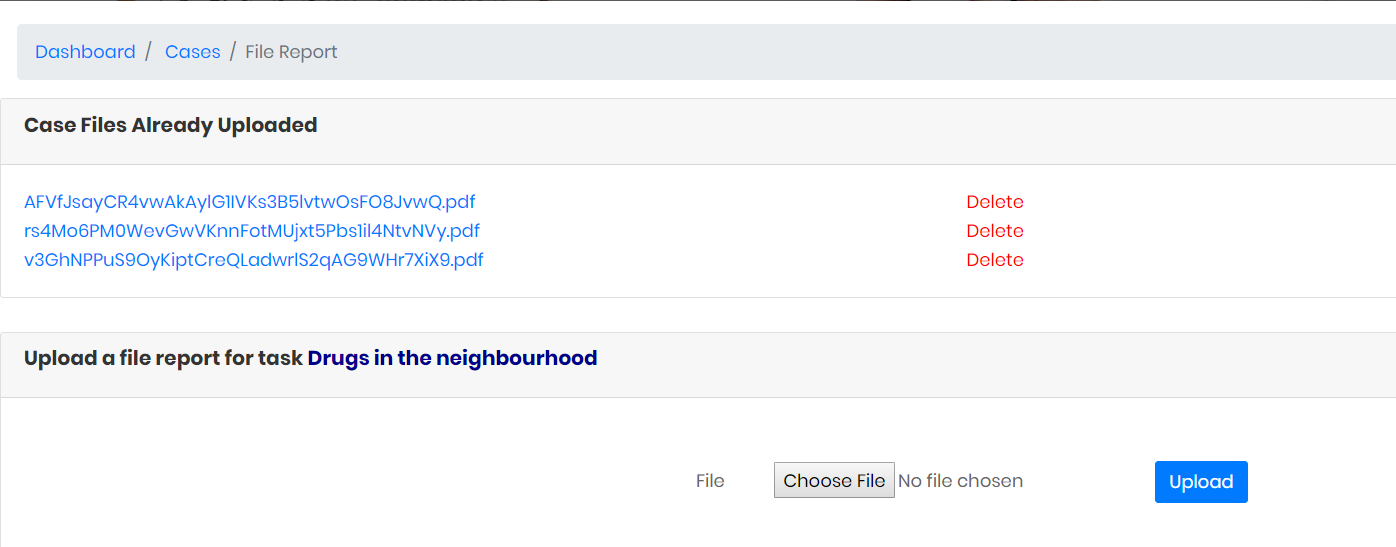 Dashboard / Cases / File Report
Case Files Already Uploaded
AFVfJsayCR4vwAkAylG1IVKs3B5lvtwOsFO8JvwQ.pdf Delete
rs4Mo6PM0WevGwVKnnFotMUjxt5Pbs1il4NtvNVy.pdf Delete
v3GhNPPuS9OyKiptCreQLadwrlS2qAG9WHr7XiX9.pdf Delete
Upload a file report for task Drugs in the neighbourhood
File Choose File No file chosen Upload